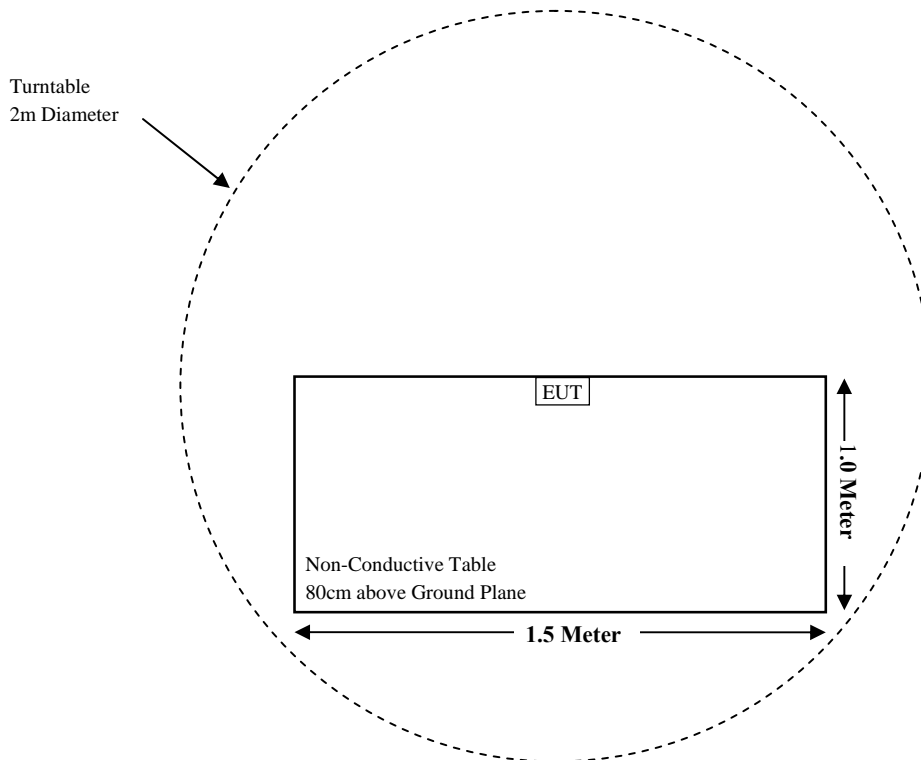 Turntable
2m Diameter
EUT
1.0 Meter
Non-Conductive Table
80cm above Ground Plane
1.5 Meter